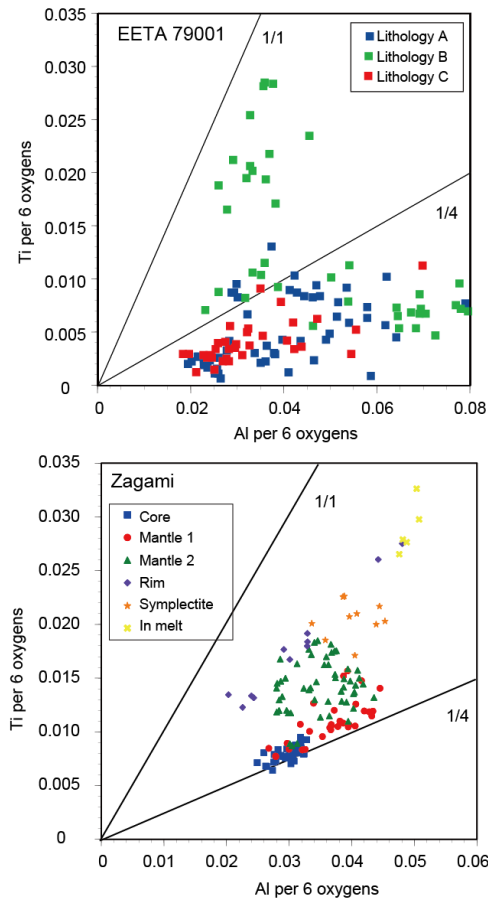 EETA 79001
1/1
Lithology A
Lithology B
Lithology C
1/4
0.035
0.030
0.025
0.020
0.015
0.010
0.005
0
Ti per 6 oxygens
0 0.02 0.04 0.06 0.08
Al per 6 oxygens
Zagami
1/1
Core
Mantle 1
Mantle 2
Rim
Symplectite
In melt
1/4
0.035
0.030
0.025
0.020
0.015
0.010
0.005
0
Ti per 6 oxygens
0 0.01 0.02 0.03 0.04 0.05 0.06
Al per 6 oxygens